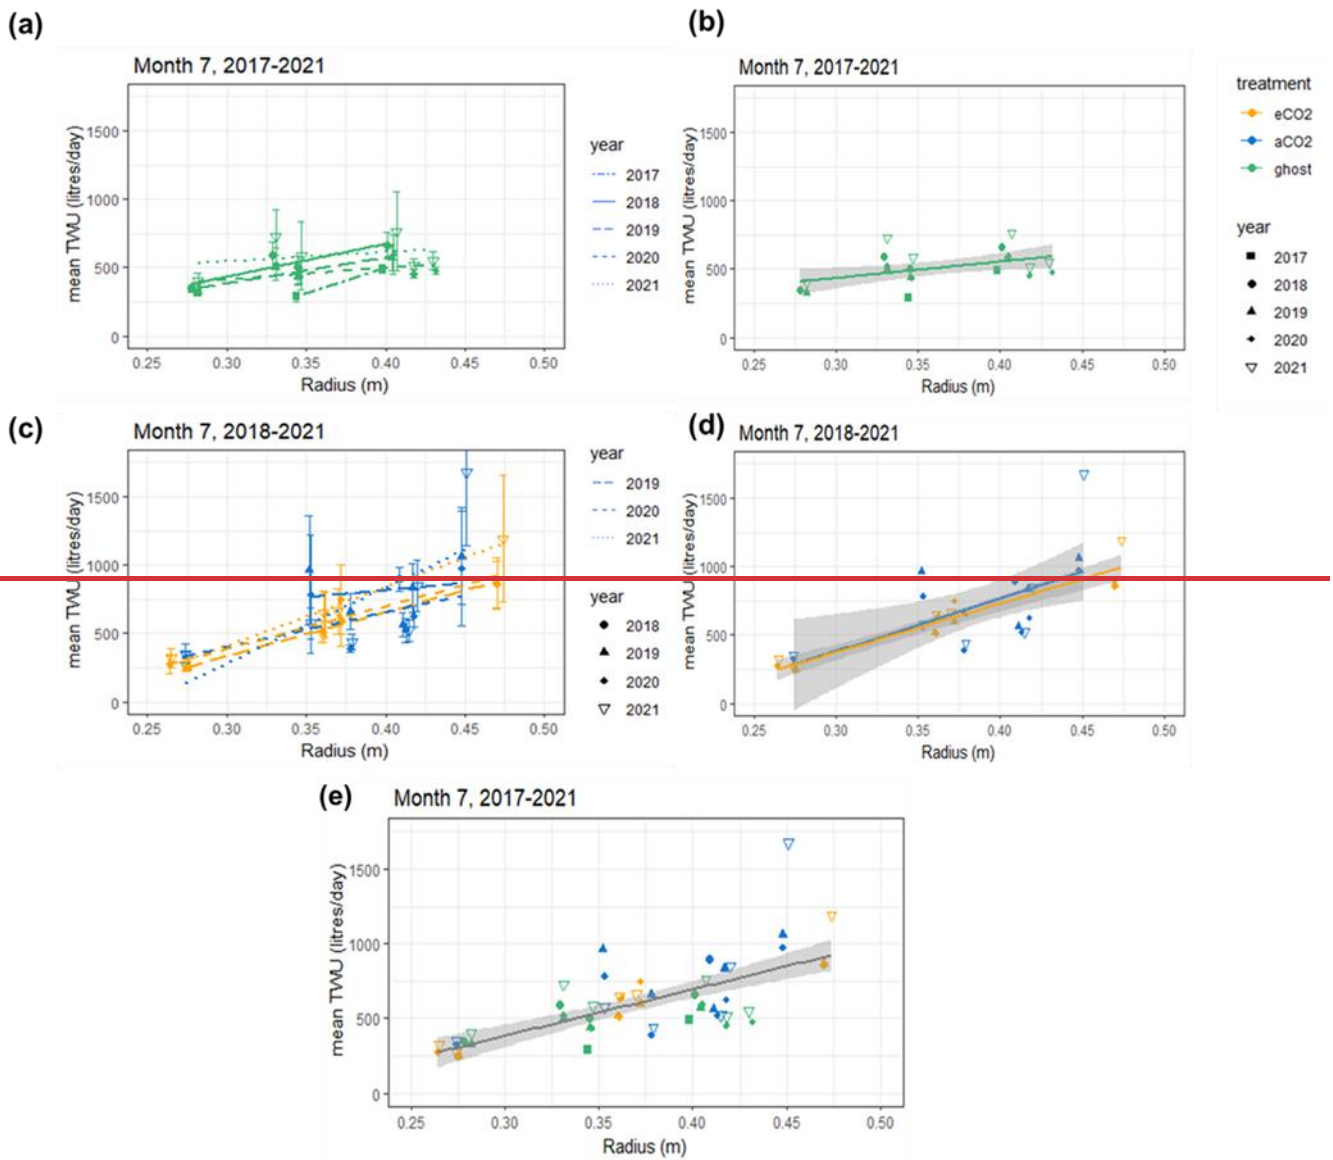 (a)
Month 7, 2017-2021
mean TWU (litres/day)
1500
1000
500
0
0.25 0.30 0.35 0.40 0.45 0.50
Radius (m)
year
2017
2018
2019
2020
2021
(b)
Month 7, 2017-2021
mean TWU (litres/day)
1500
1000
500
0
0.25 0.30 0.35 0.40 0.45 0.50
Radius (m)
treatment
eCO2
aCO2
ghost
year
2017
2018
2019
2020
2021
(c)
Month 7, 2018-2021
mean TWU (litres/day)
1500
1000
500
0
0.25 0.30 0.35 0.40 0.45 0.50
Radius (m)
year
2019
2020
2021
year
2018
2019
2020
2021
(d)
Month 7, 2018-2021
mean TWU (litres/day)
1500
1000
500
0
0.25 0.30 0.35 0.40 0.45 0.50
Radius (m)
(e)
Month 7, 2017-2021
mean TWU (litres/day)
1500
1000
500
0
0.25 0.30 0.35 0.40 0.45 0.50
Radius (m)